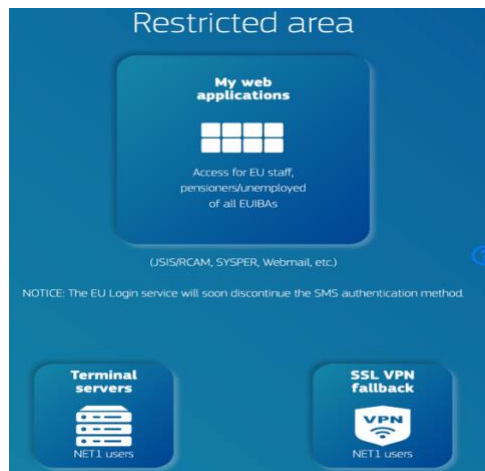 Restricted area
My web
applications
Access for EU staff,
pensioners/unemployed
of all EUIBAs
(JSIS/RCAM, SYSPER, Webmail, etc.)
NOTICE: The EU Login service will soon discontinue the SMS authentication method.
Terminal
servers
NET1 users
SSL VPN
fallback
VPN
NET1 users